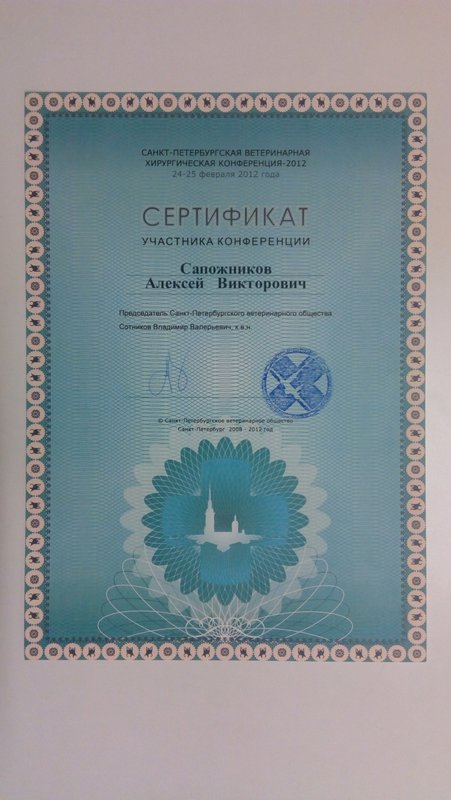 САНКТ-ПЕТЕРБУРГСКАЯ ВЕТЕРИНАРНАЯ
ХИРУРГИЧЕСКАЯ КОНФЕРЕНЦИЯ-2012
24-25 февраля 2012 года
СЕРТИФИКАТ
УЧАСТНИКА КОНФЕРЕНЦИИ
Сапожников
Алексей Викторович
Председатель Санкт-Петербургского ветеринарного общества
Сотников Владимир Валерьевич, к.в.н.
© Санкт-Петербургское ветеринарное общество
Санкт-Петербург 2008 - 2012 год